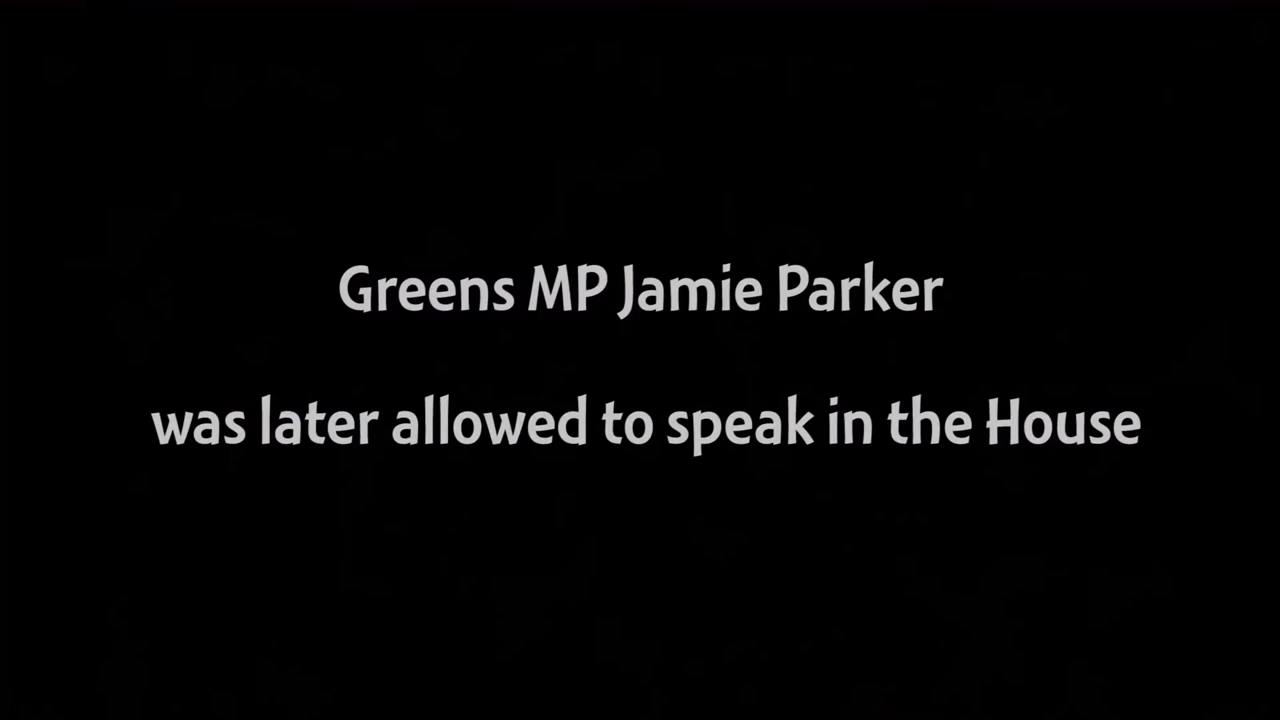 Greens MP Jamie Parker
was later allowed to speak in the House